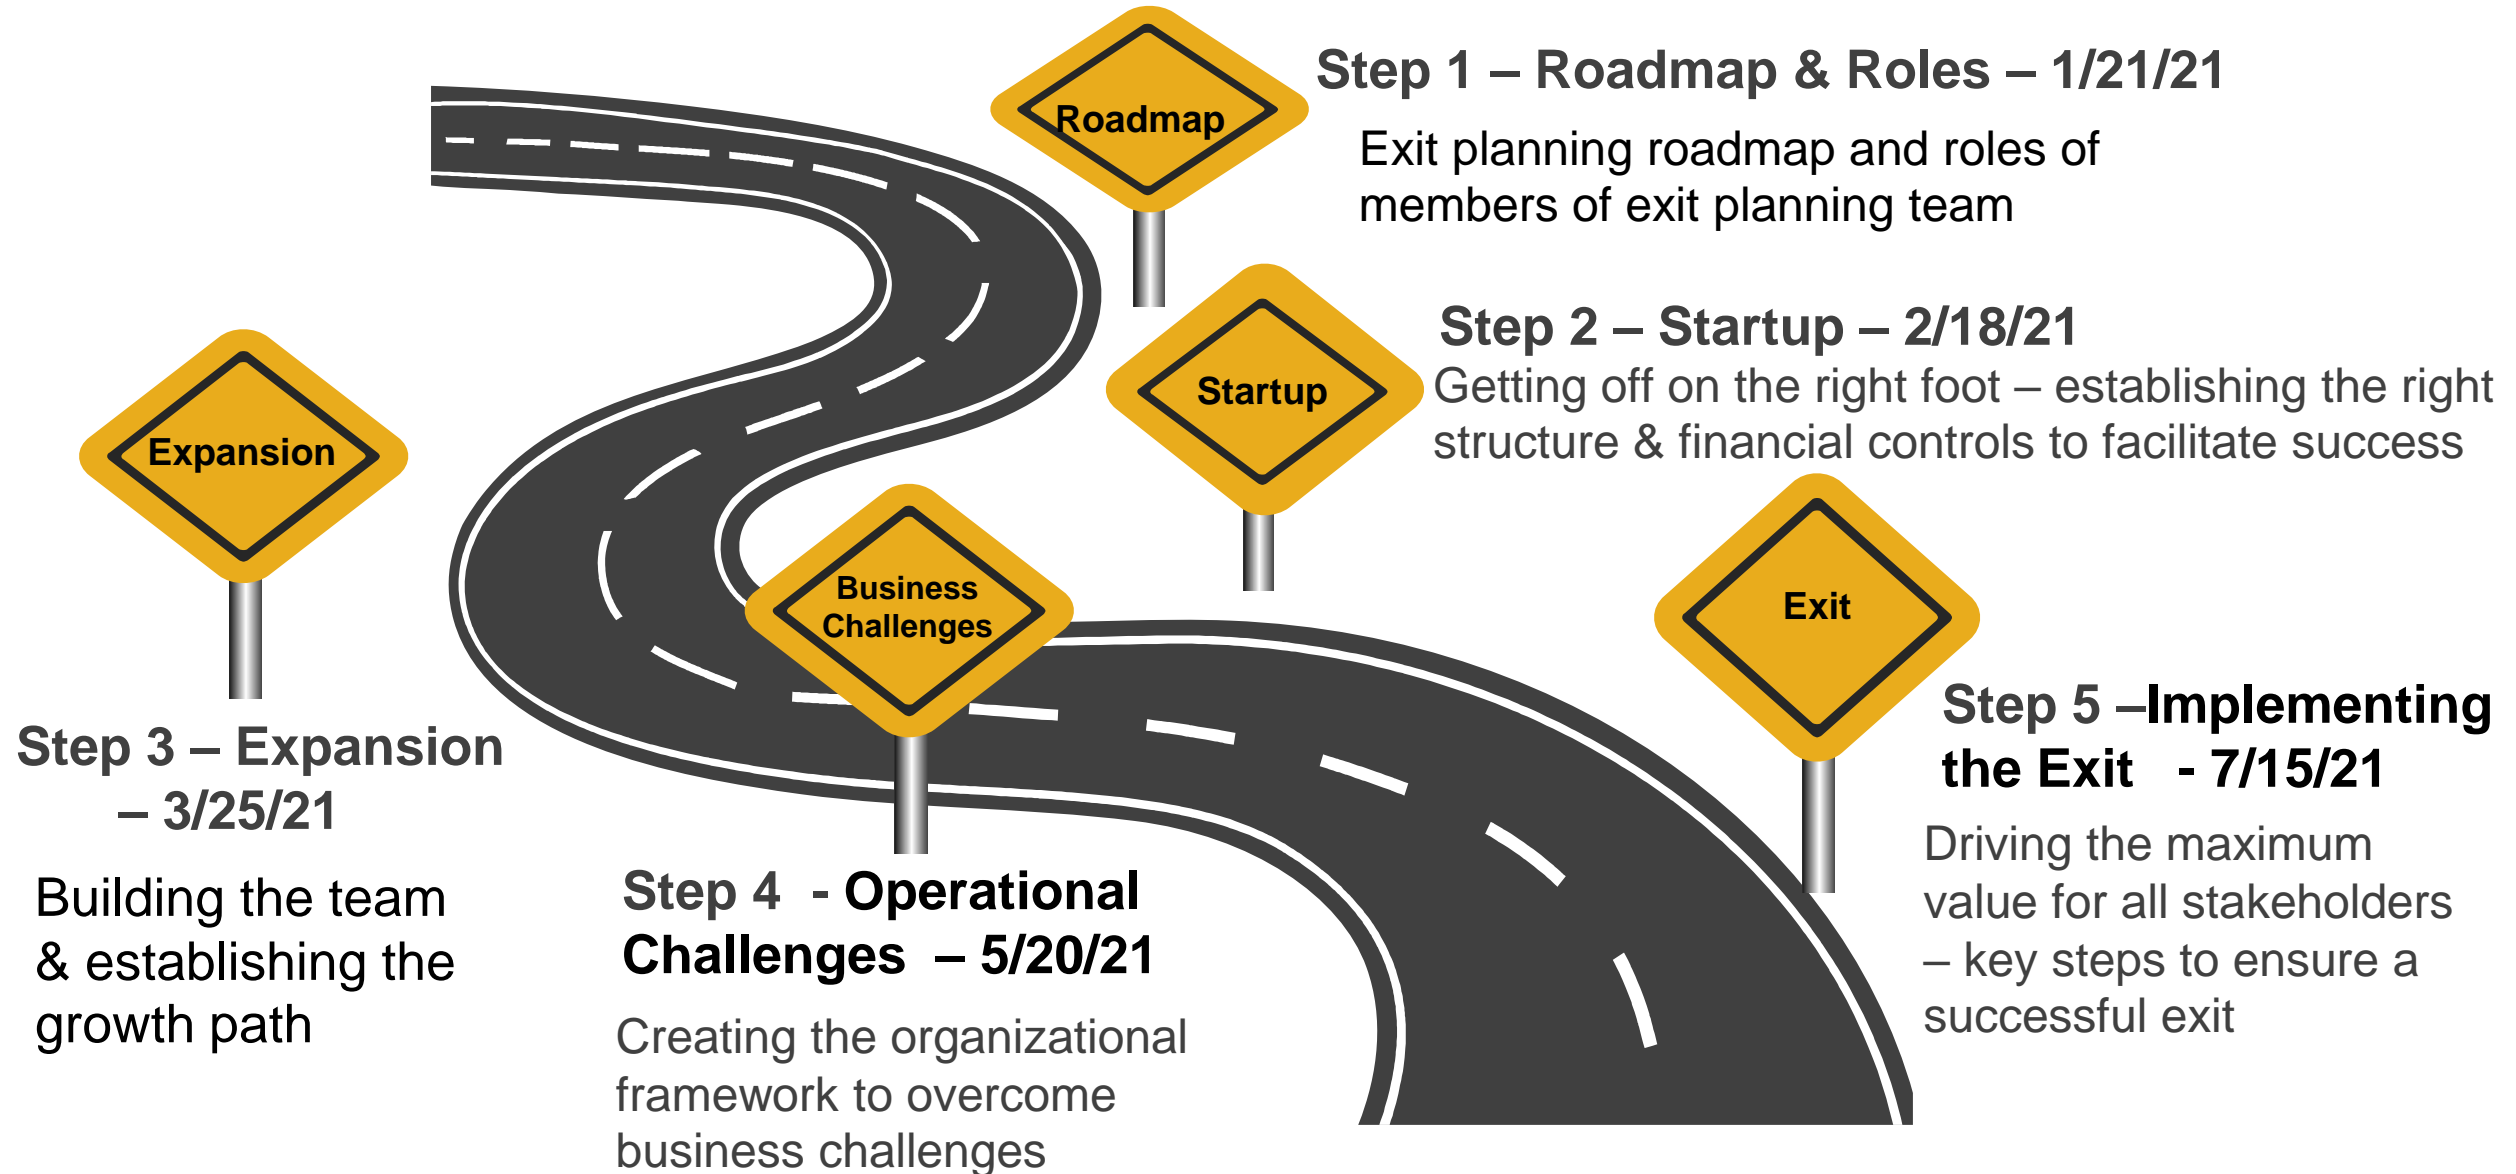 Roadmap
Step 1 – Roadmap & Roles – 1/21/21
Exit planning roadmap and roles of
members of exit planning team
Startup
Step 2 – Startup – 2/18/21
Getting off on the right foot – establishing the right
structure & financial controls to facilitate success
Expansion
Step 3 – Expansion
– 3/25/21
Building the team
& establishing the
growth path
Business
Challenges
Step 4 - Operational
Challenges – 5/20/21
Creating the organizational
framework to overcome
business challenges
Exit
Step 5 –Implementing
the Exit - 7/15/21
Driving the maximum
value for all stakeholders
– key steps to ensure a
successful exit